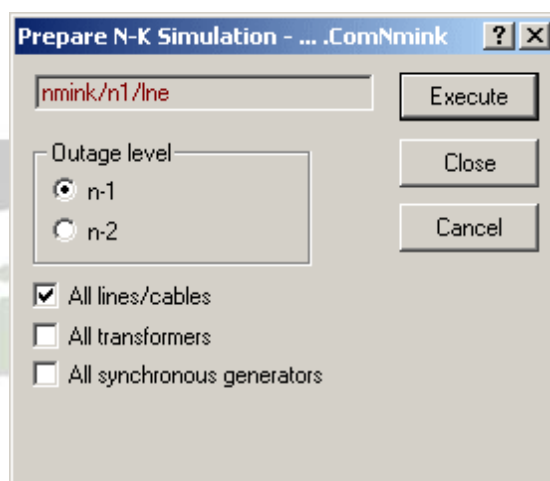 Prepare N-K Simulation - ... .ComNmink
nmink/n1/lne
Execute
Outage level
n-1
n-2
Close
Cancel
All lines/cables
All transformers
All synchronous generators